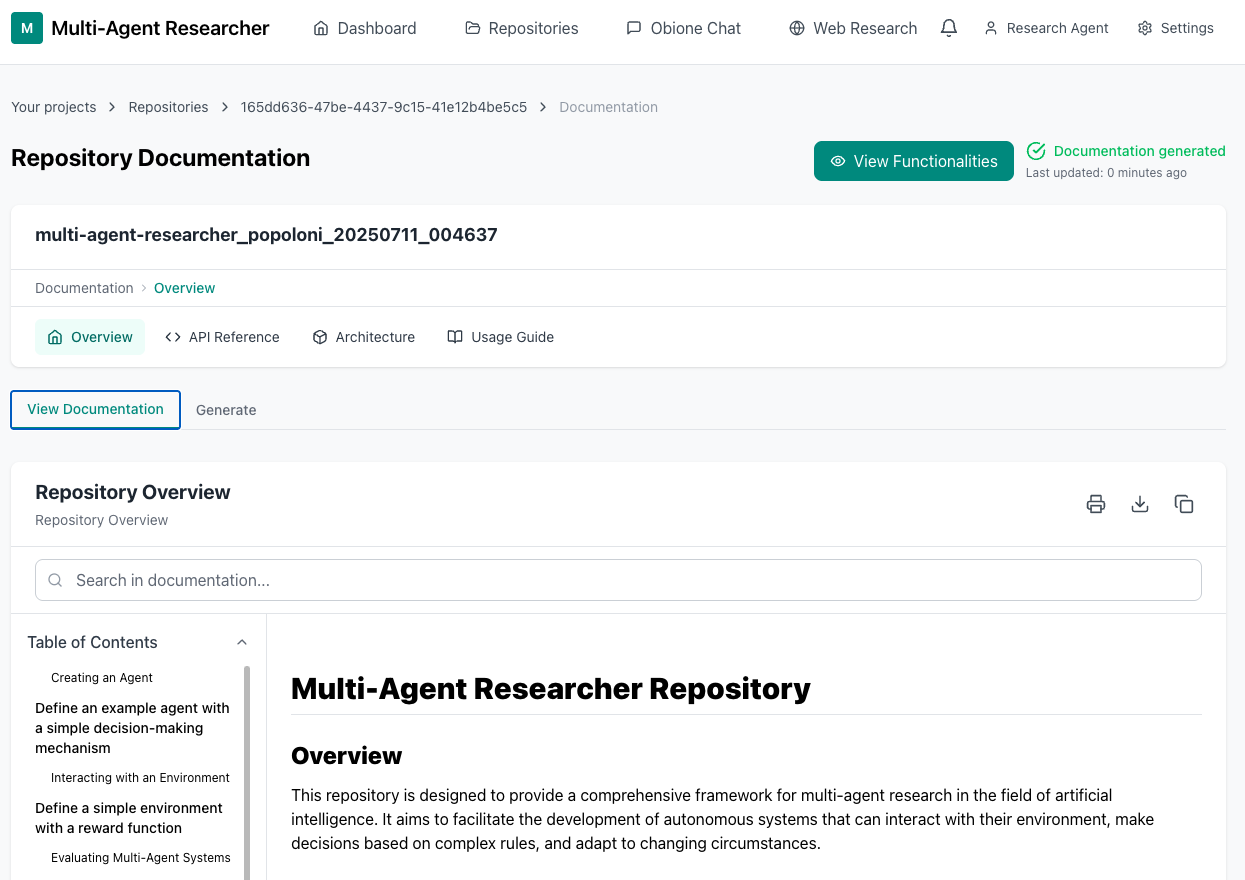 M Multi-Agent Researcher Dashboard Repositories Obione Chat Web Research Research Agent Settings
Your projects > Repositories > 165dd636-47be-4437-9c15-41e12b4be5c5 > Documentation
Repository Documentation
View Functionalities
Documentation generated
Last updated: 0 minutes ago
multi-agent-researcher_popoloni_20250711_004637
Documentation > Overview
Overview API Reference Architecture Usage Guide
View Documentation Generate
Repository Overview
Repository Overview
Search in documentation...
Table of Contents
Creating an Agent
Define an example agent with
a simple decision-making
mechanism
Interacting with an Environment
Define a simple environment
with a reward function
Evaluating Multi-Agent Systems
Multi-Agent Researcher Repository
Overview
This repository is designed to provide a comprehensive framework for multi-agent research in the field of artificial
intelligence. It aims to facilitate the development of autonomous systems that can interact with their environment, make
decisions based on complex rules, and adapt to changing circumstances.